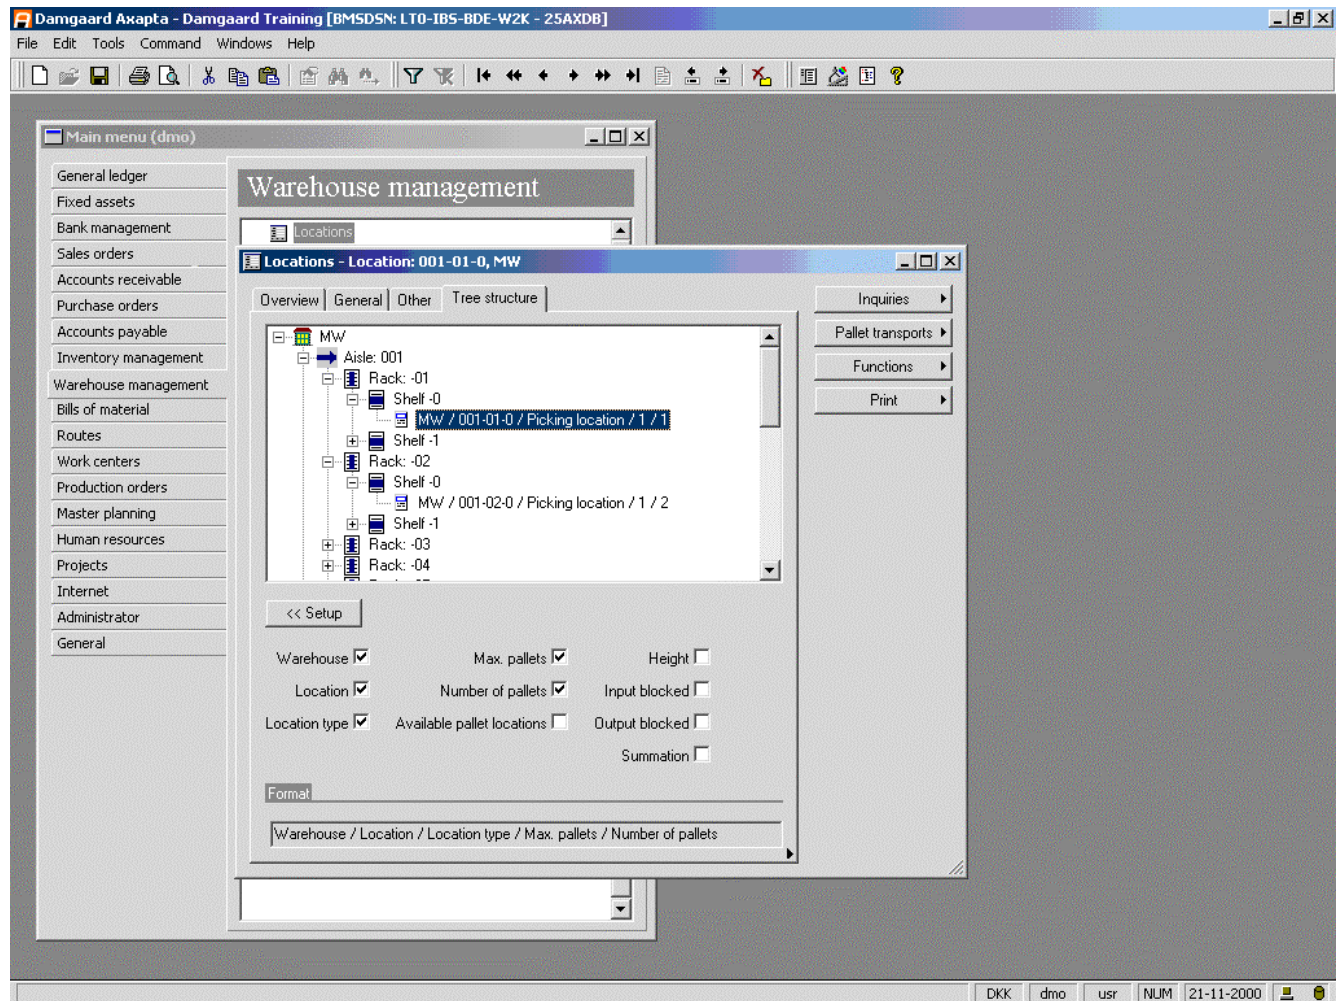 Damgaard Axapta - Damgaard Training [BMSDSN: LT0-IBS-BDE-W2K - 25AXDB]
File Edit Tools Command Windows Help
Main menu (dmo)
General ledger
Fixed assets
Bank management
Sales orders
Accounts receivable
Purchase orders
Accounts payable
Inventory management
Warehouse management
Bills of material
Routes
Work centers
Production orders
Master planning
Human resources
Projects
Internet
Administrator
General
Warehouse management
Locations
Locations - Location: 001-01-0, MW
Overview General Other Tree structure
MW
Aisle: 001
Rack: -01
Shelf -0
MW / 001-01-0 / Picking location / 1 / 1
Shelf -1
Rack: -02
Shelf -0
MW / 001-02-0 / Picking location / 1 / 2
Shelf -1
Rack: -03
Rack: -04
Inquiries
Pallet transports
Functions
Print
<< Setup
Warehouse Max. pallets Height
Location Number of pallets Input blocked
Location type Available pallet locations Output blocked
Summation
Format
Warehouse / Location / Location type / Max. pallets / Number of pallets
DKK dmo usr NUM 21-11-2000